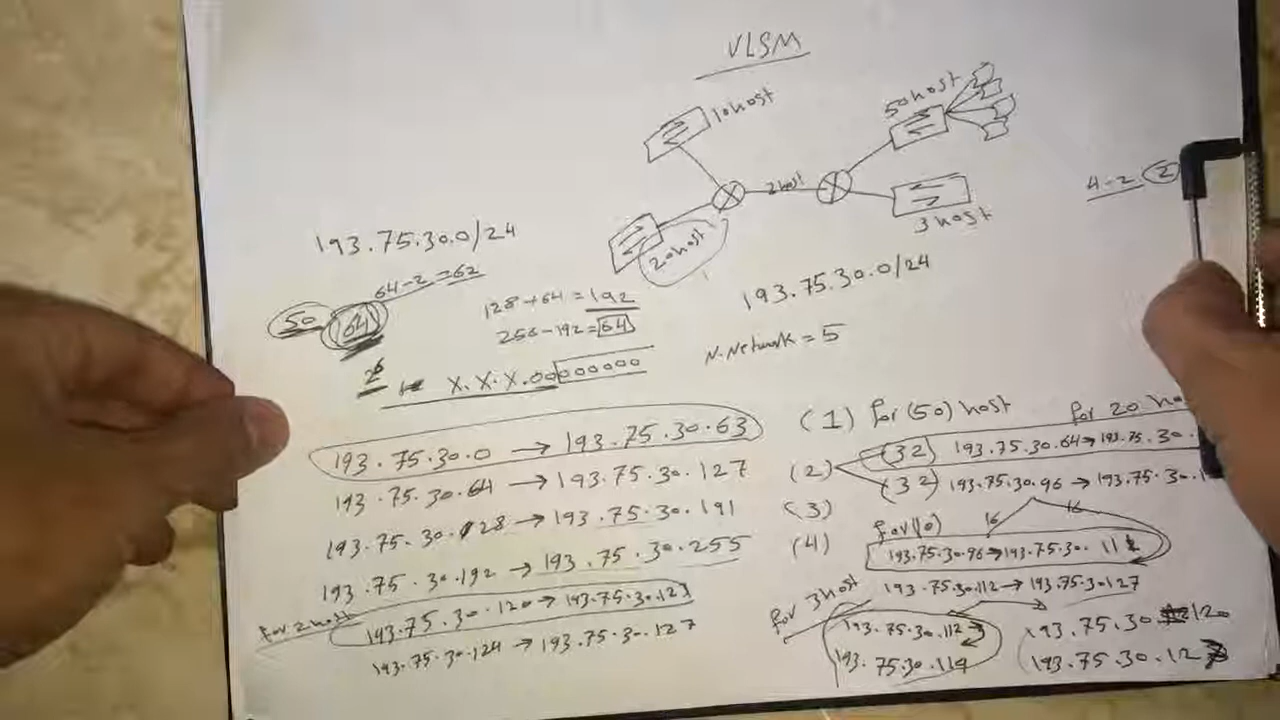 VLSM
10 host
50 host
2 host
4-2 2
3 host
20 host
193.75.30.0/24
64-2=62
193.75.30.0/24
50 64
128+64=192
256-192=64
N.Network = 5
X.X.X.00000000
(1) for (50) host
for 20 ho
193.75.30.0 → 193.75.30.63
(32) 193.75.30.64→193.75.30.
193.75.30.64 → 193.75.30.127
(2)
(32) 193.75.30.96 → 193.75.30.1
193.75.30.128 → 193.75.30.191
(3)
16 16
for(10)
193.75.30.192 → 193.75.30.255
(4)
193.75.30.96→193.75.30.11
193.75.30.112 → 193.75.30.127
for 2 host
193.75.30.120→193.75.30.123
for 3 host
193.75.30.112
193.75.30. 120
193.75.30.124 → 193.75.30.127
193.75.30.119
193.75.30.127